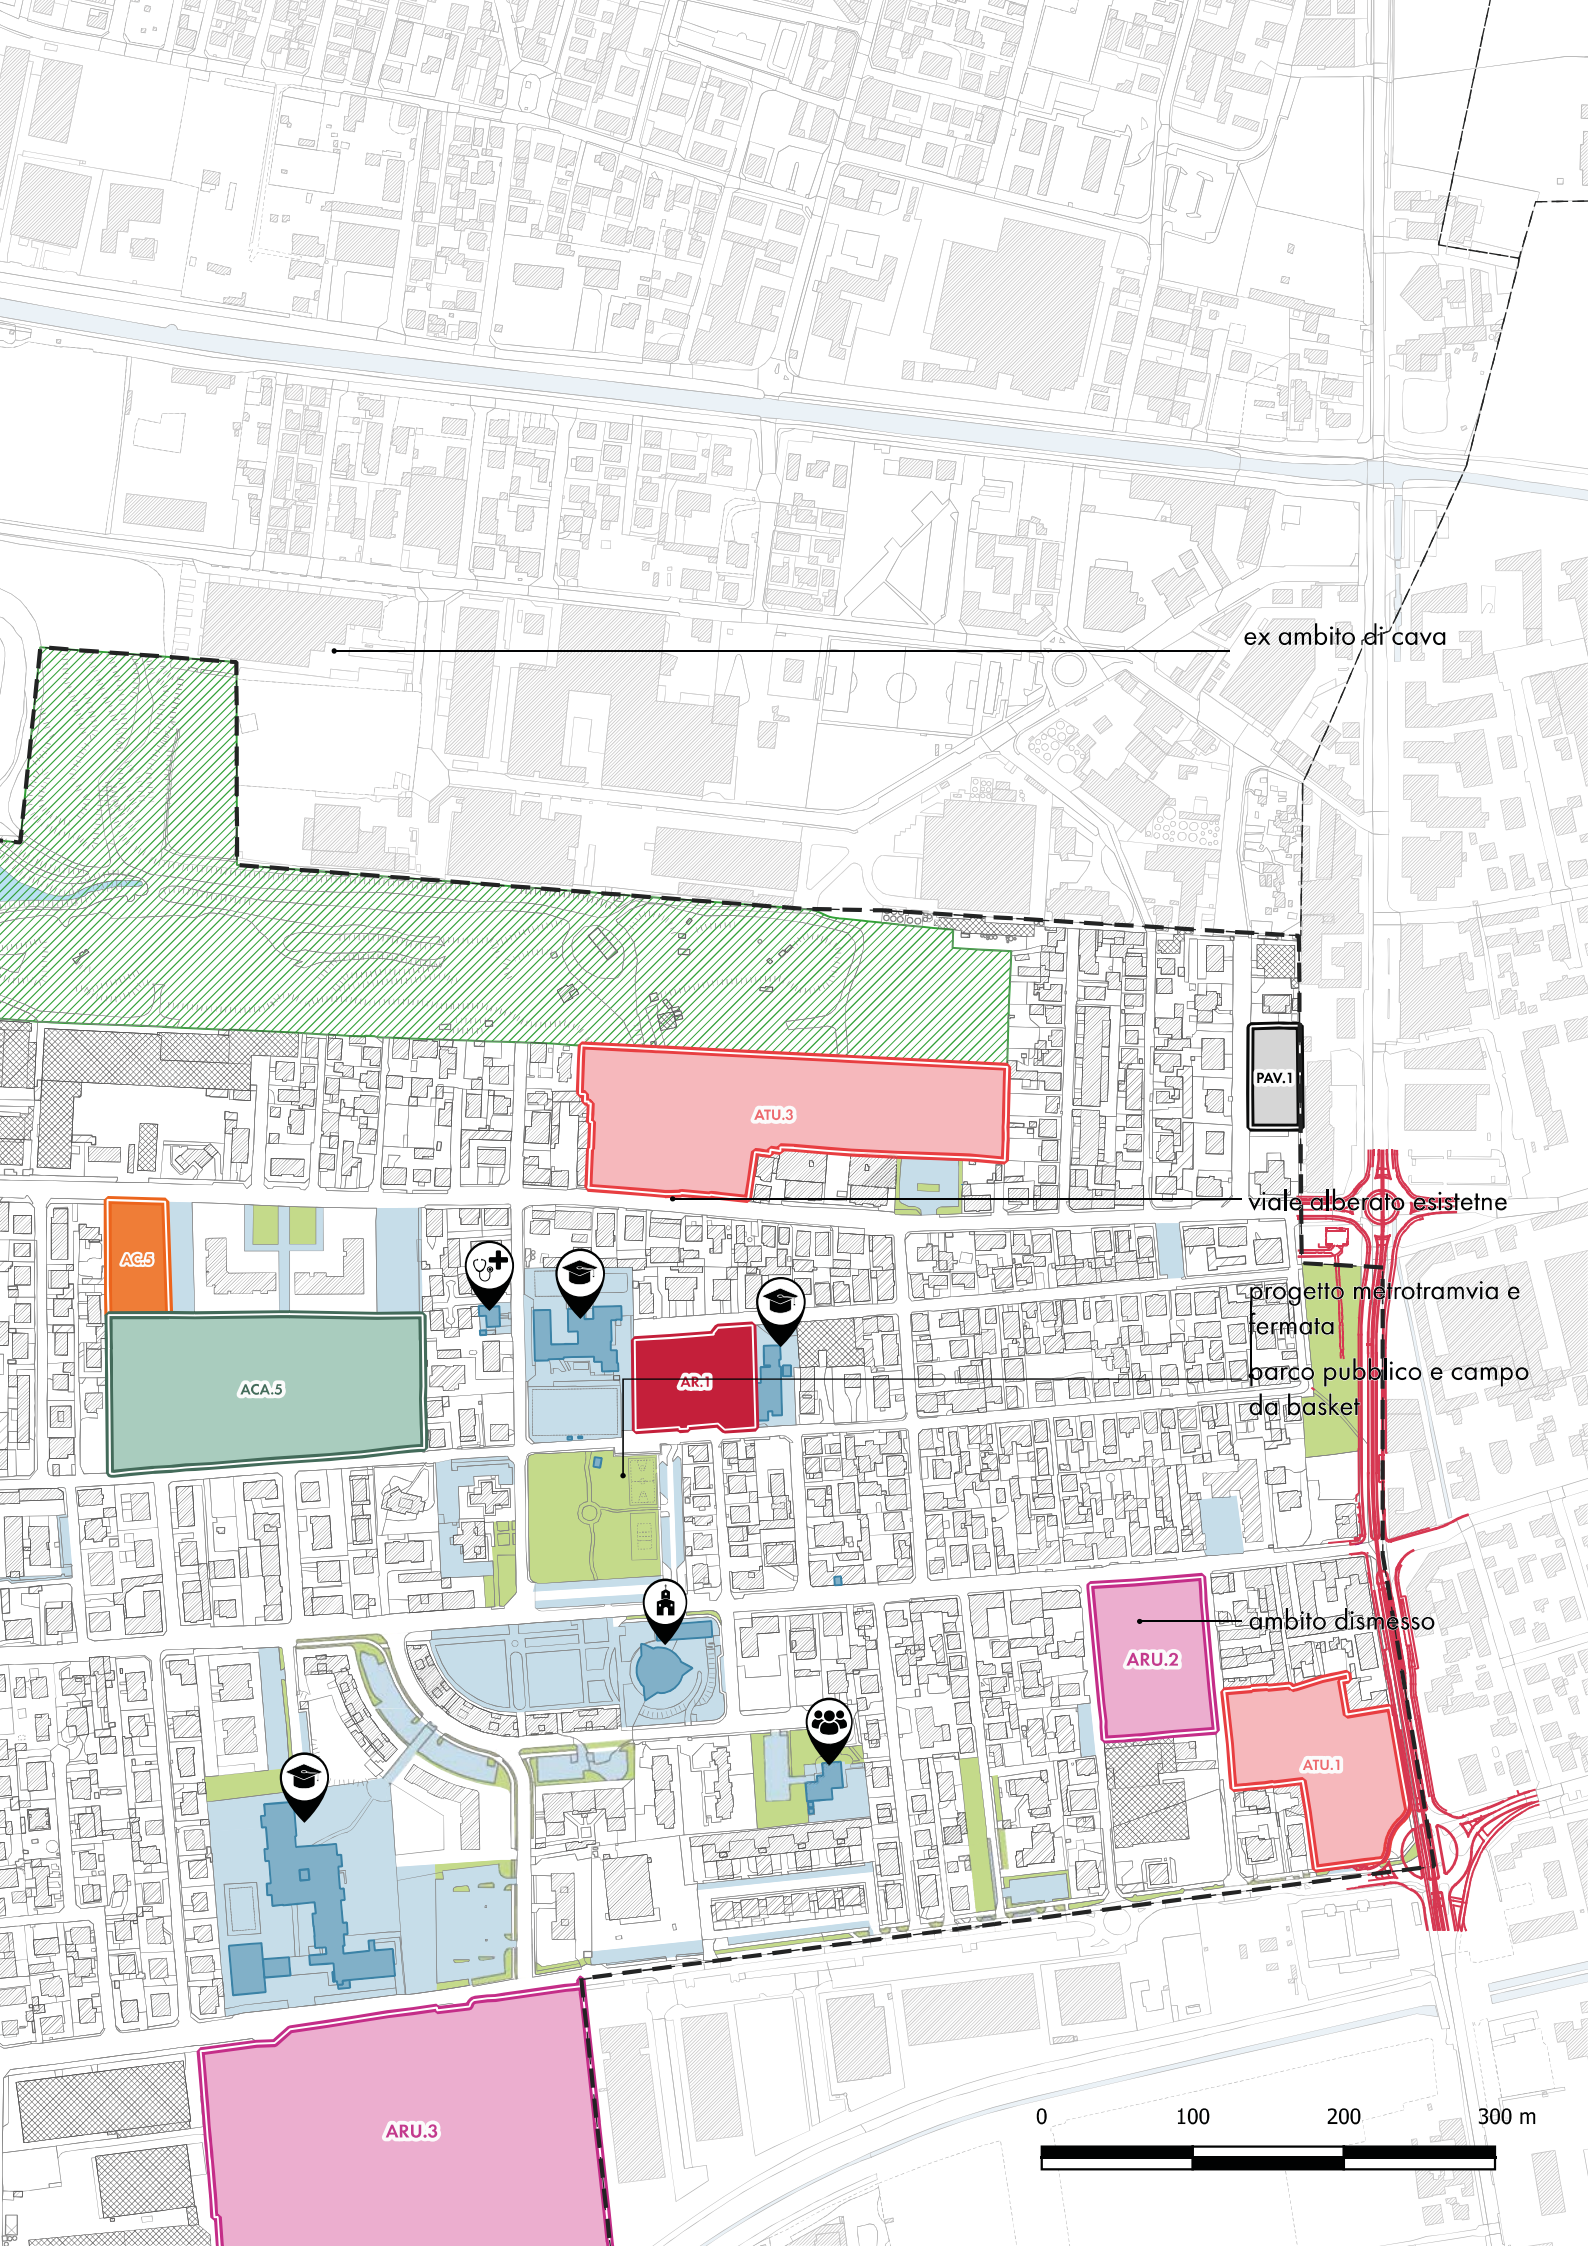 ex ambito di cava
PAV.1
ATU.3
viale alberato esistetne
AC.5
progetto metrotramvia e
fermata
parco pubblico e campo
da basket
ACA.5
AR.1
ambito dismesso
ARU.2
ATU.1
ARU.3
0 100 200 300 m